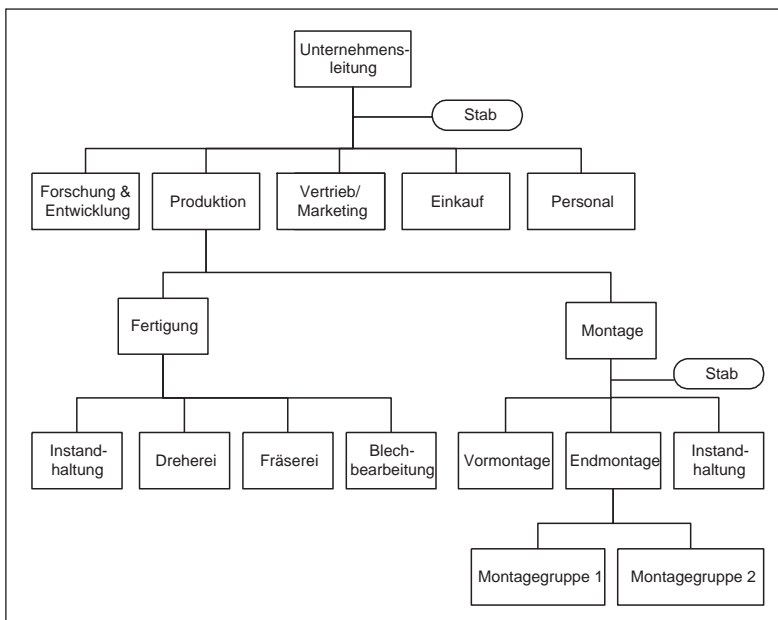 Unternehmens-
leitung
Stab
Forschung &
Entwicklung
Produktion
Vertrieb/
Marketing
Einkauf
Personal
Fertigung
Montage
Stab
Instand-
haltung
Dreherei
Fräserei
Blech-
bearbeitung
Vormontage
Endmontage
Instand-
haltung
Montagegruppe 1
Montagegruppe 2